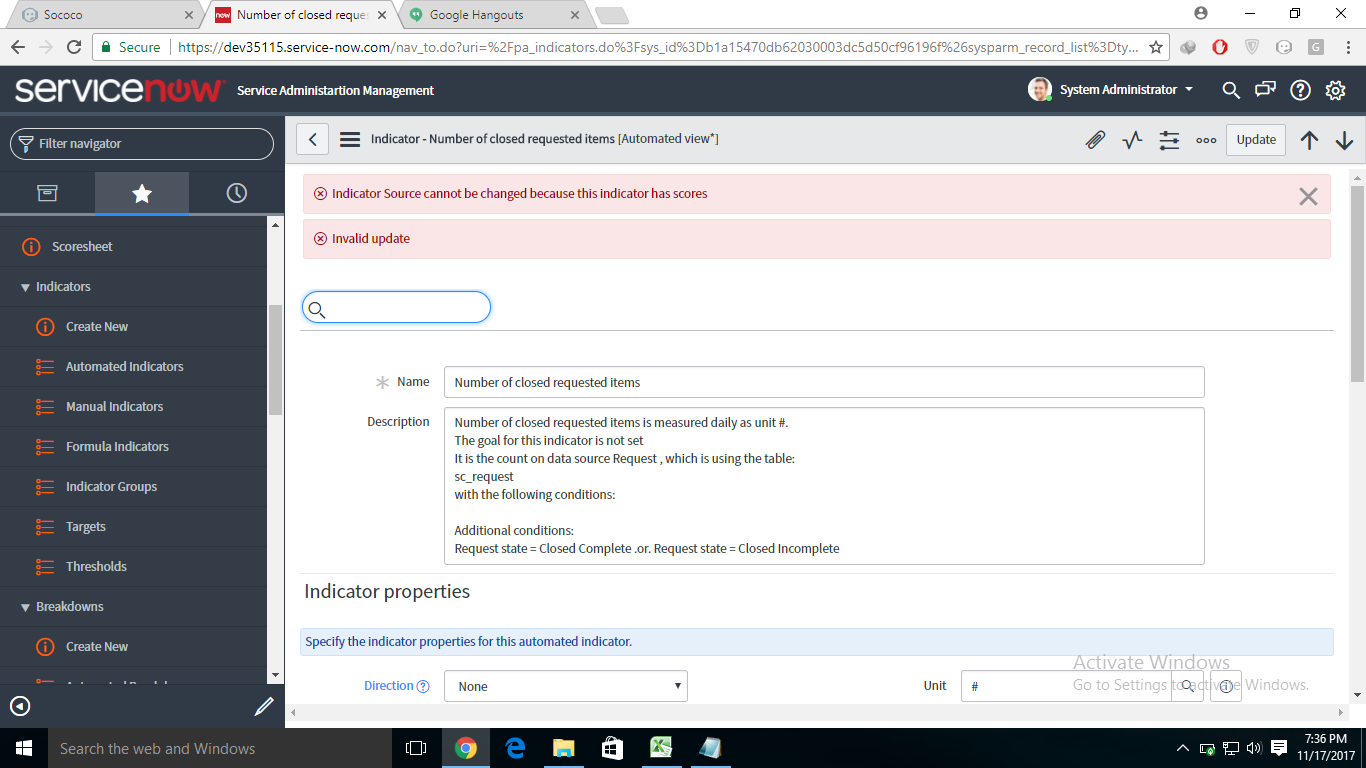 Sococo
now Number of closed reques
Google Hangouts
Secure
https://dev35115.service-now.com/nav_to.do?uri=%2Fpa_indicators.do%3Fsys_id%3Db1a15470db62030003dc5d50cf96196f%26sysparm_record_list%3Dty...
G
servicenow Service Administartion Management
System Administrator
Filter navigator
Indicator - Number of closed requested items [Automated view*]
Update
Indicator Source cannot be changed because this indicator has scores
Invalid update
Scoresheet
Indicators
Create New
Automated Indicators
Manual Indicators
Formula Indicators
Indicator Groups
Targets
Thresholds
Breakdowns
Create New
Name
Number of closed requested items
Description
Number of closed requested items is measured daily as unit #.
The goal for this indicator is not set
It is the count on data source Request , which is using the table:
sc_request
with the following conditions:
Additional conditions:
Request state = Closed Complete .or. Request state = Closed Incomplete
Indicator properties
Specify the indicator properties for this automated indicator.
Direction
None
Unit
#
Activate Windows
Go to Settings to activate Windows.
Search the web and Windows
7:36 PM
11/17/2017